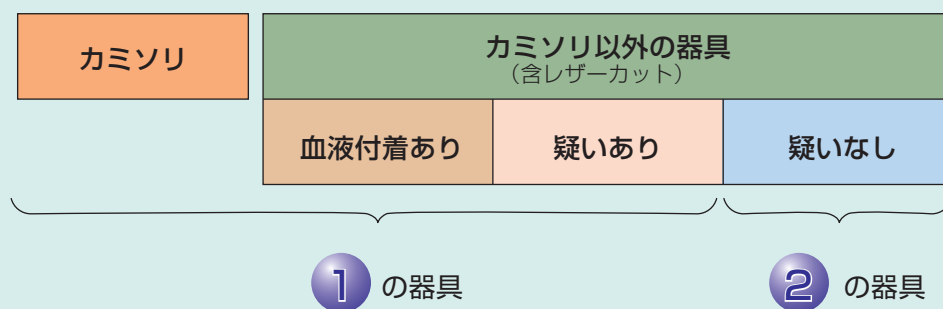 カミソリ
カミソリ以外の器具
（含レザーカット）
血液付着あり
疑いあり
疑いなし
1 の器具
2 の器具